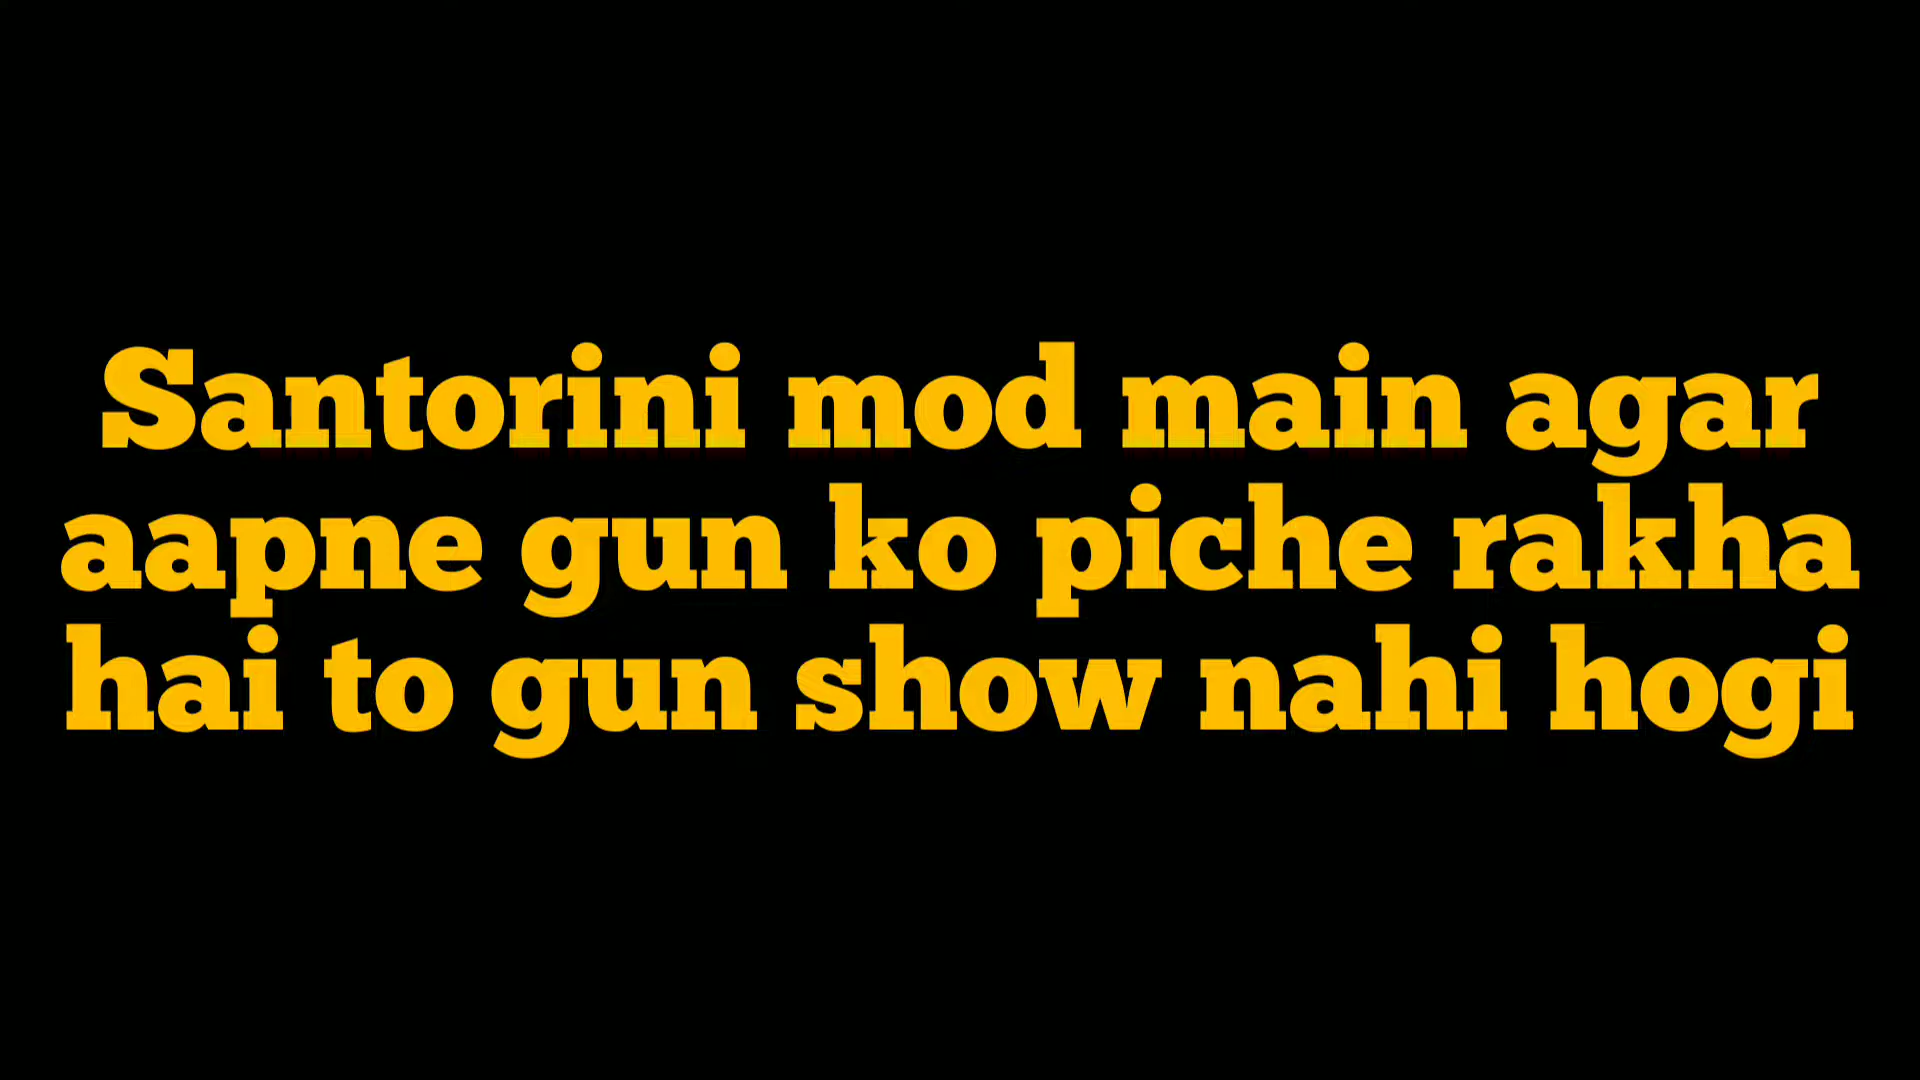 Santorini mod main agar
aapne gun ko piche rakha
hai to gun show nahi hogi